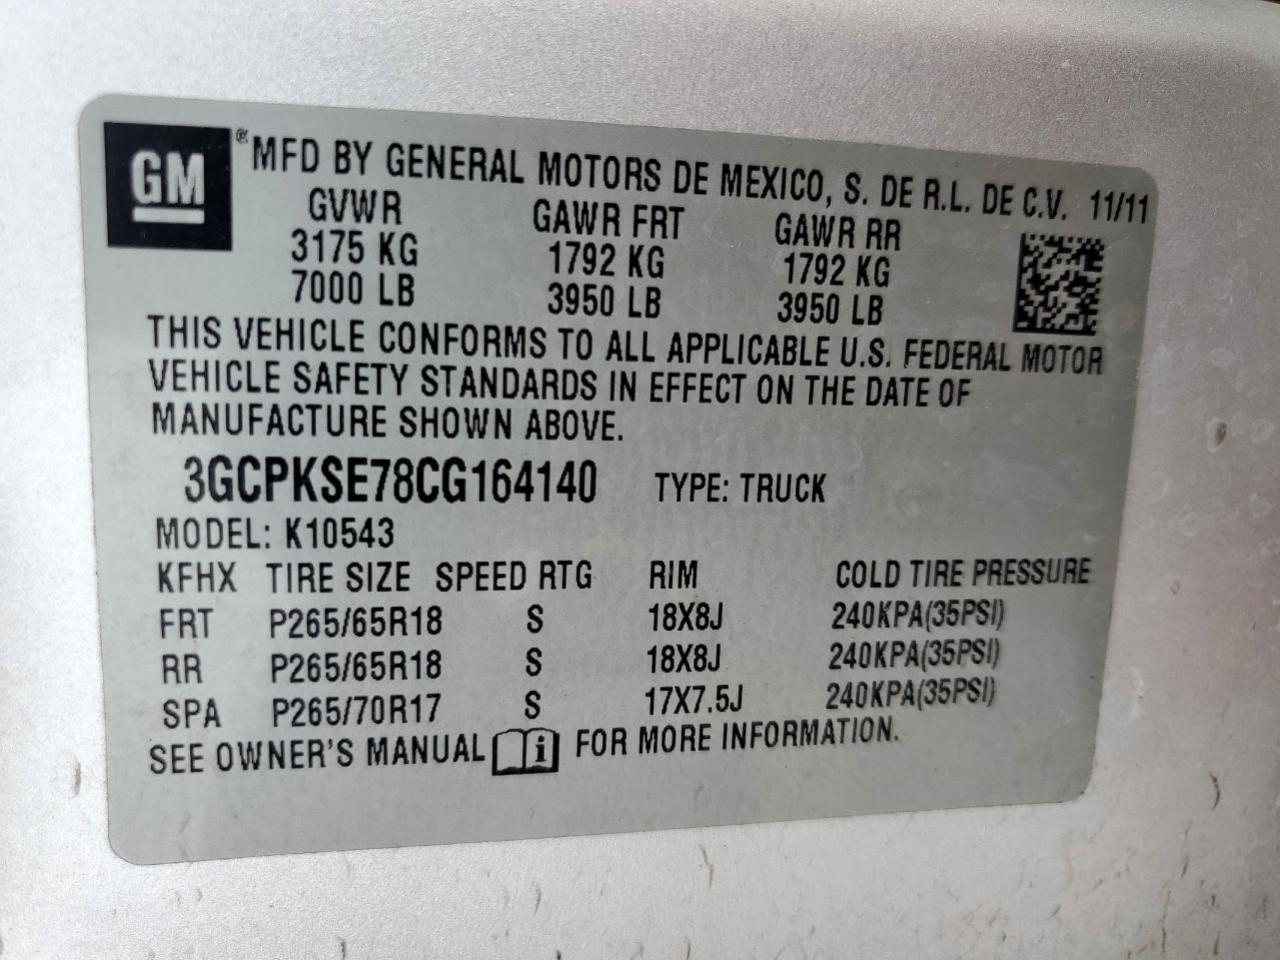 GM® MFD BY GENERAL MOTORS DE MEXICO, S. DE R.L. DE C.V. 11/11
GVWR GAWR FRT GAWR RR
3175 KG 1792 KG 1792 KG
7000 LB 3950 LB 3950 LB
THIS VEHICLE CONFORMS TO ALL APPLICABLE U.S. FEDERAL MOTOR
VEHICLE SAFETY STANDARDS IN EFFECT ON THE DATE OF
MANUFACTURE SHOWN ABOVE.
3GCPKSE78CG164140 TYPE: TRUCK
MODEL: K10543
KFHX TIRE SIZE SPEED RTG RIM COLD TIRE PRESSURE
FRT P265/65R18 S 18X8J 240KPA(35PSI)
RR P265/65R18 S 18X8J 240KPA(35PSI)
SPA P265/70R17 S 17X7.5J 240KPA(35PSI)
SEE OWNER'S MANUAL i FOR MORE INFORMATION.